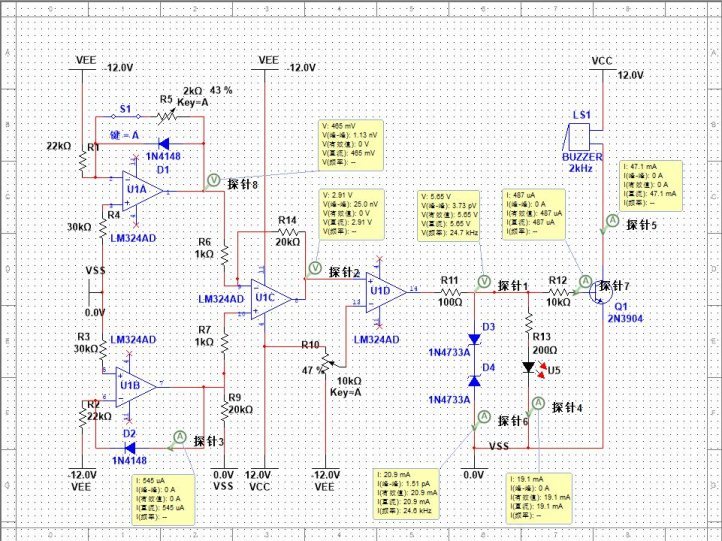 VEE
-12.0V
VEE
-12.0V
VCC
12.0V
2kΩ 43 %
R5
Key=A
S1
键 = A
22kΩ
R1
1N4148
D1
U1A
LM324AD
R4
30kΩ
探针8
V: 465 mV
V(峰-峰): 1.13 nV
V(有效值): 0 V
V(直流): 465 mV
V(频率): --
LS1
BUZZER
2kHz
V: 2.91 V
V(峰-峰): 25.0 nV
V(有效值): 0 V
V(直流): 2.91 V
V(频率): --
V: 5.65 V
V(峰-峰): 3.73 pV
V(有效值): 5.65 V
V(直流): 5.65 V
V(频率): 24.7 kHz
I: 487 uA
I(峰-峰): 0 A
I(有效值): 487 uA
I(直流): 487 uA
I(频率): --
I: 47.1 mA
I(峰-峰): 0 A
I(有效值): 0 A
I(直流): 47.1 mA
I(频率): --
探针5
R14
20kΩ
R6
1kΩ
VSS
0.0V
LM324AD
U1C
探针2
U1D
LM324AD
R11
100Ω
探针1
R12
10kΩ
探针7
Q1
2N3904
R3
30kΩ
LM324AD
U1B
R7
1kΩ
R10
47 %
10kΩ
Key=A
D3
1N4733A
D4
1N4733A
R13
200Ω
U5
R2
22kΩ
R9
20kΩ
D2
1N4148
探针3
探针6
探针4
VSS
-12.0V
VEE
0.0V
VSS
12.0V
VCC
-12.0V
VEE
0.0V
I: 545 uA
I(峰-峰): 0 A
I(有效值): 0 A
I(直流): 545 uA
I(频率): --
I: 20.9 mA
I(峰-峰): 1.51 pA
I(有效值): 20.9 mA
I(直流): 20.9 mA
I(频率): 24.6 kHz
I: 19.1 mA
I(峰-峰): 0 A
I(有效值): 19.1 mA
I(直流): 19.1 mA
I(频率): --